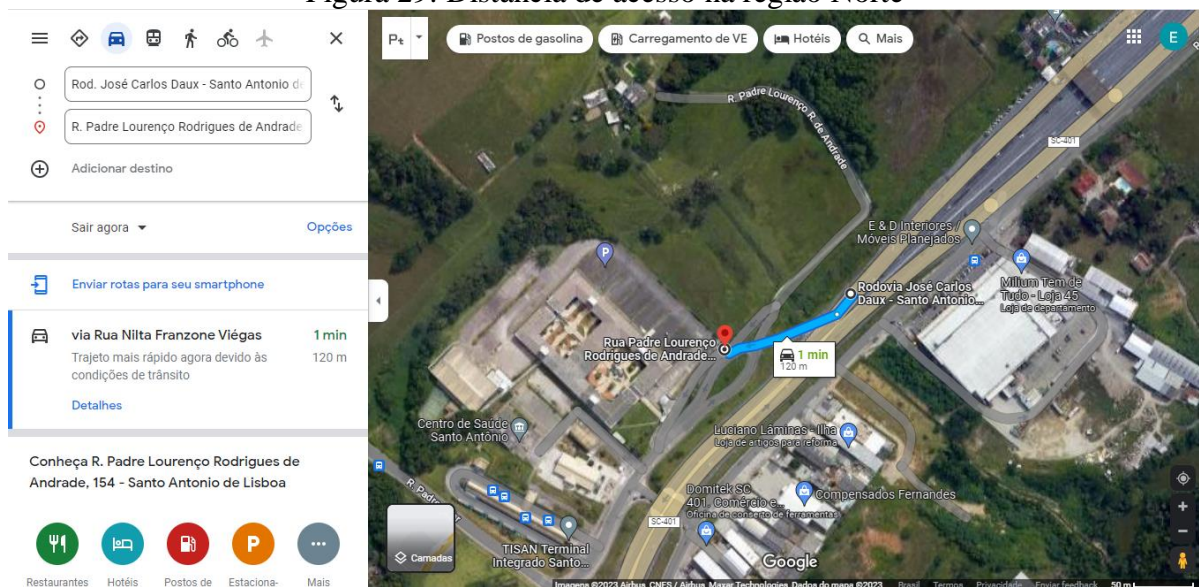 Figura 29: Distância de acesso na região Norte
Rod. José Carlos Daux - Santo Antonio de
R. Padre Lourenço Rodrigues de Andrade
Adicionar destino
Sair agora
Opções
Enviar rotas para seu smartphone
via Rua Nilta Franzone Viégas
1 min
Trajeto mais rápido agora devido às
condições de trânsito
120 m
Detalhes
Conheça R. Padre Lourenço Rodrigues de
Andrade, 154 - Santo Antonio de Lisboa
Restaurantes
Hotéis
Postos de
Estaciona-
Mais
Postos de gasolina
Carregamento de VE
Hotéis
Mais
E
R. Padre Lourenço R. de Andrade
SC-401
E & D Interiores /
Móveis Planejados
P
Rodovia José Carlos
Daux - Santo Antonio...
Milium Tem de
Tudo - Loja 45
Loja de departamento
Rua Padre Lourenço
Rodrigues de Andrade...
1 min
120 m
Centro de Saúde
Santo Antônio
Luciano Lâminas - Ilha
Loja de artigos para reforma
R. Padre
Domitek SC
401, Comércio e...
Oficina de conserto de ferramentas
Compensados Fernandes
SC-401
Camadas
TISAN Terminal
Integrado Santo...
Google
Imagens ©2023 Airbus, CNES / Airbus, Maxar Technologies, Dados do mapa ©2023
Brasil
Termos
Privacidade
Enviar feedback
50 m